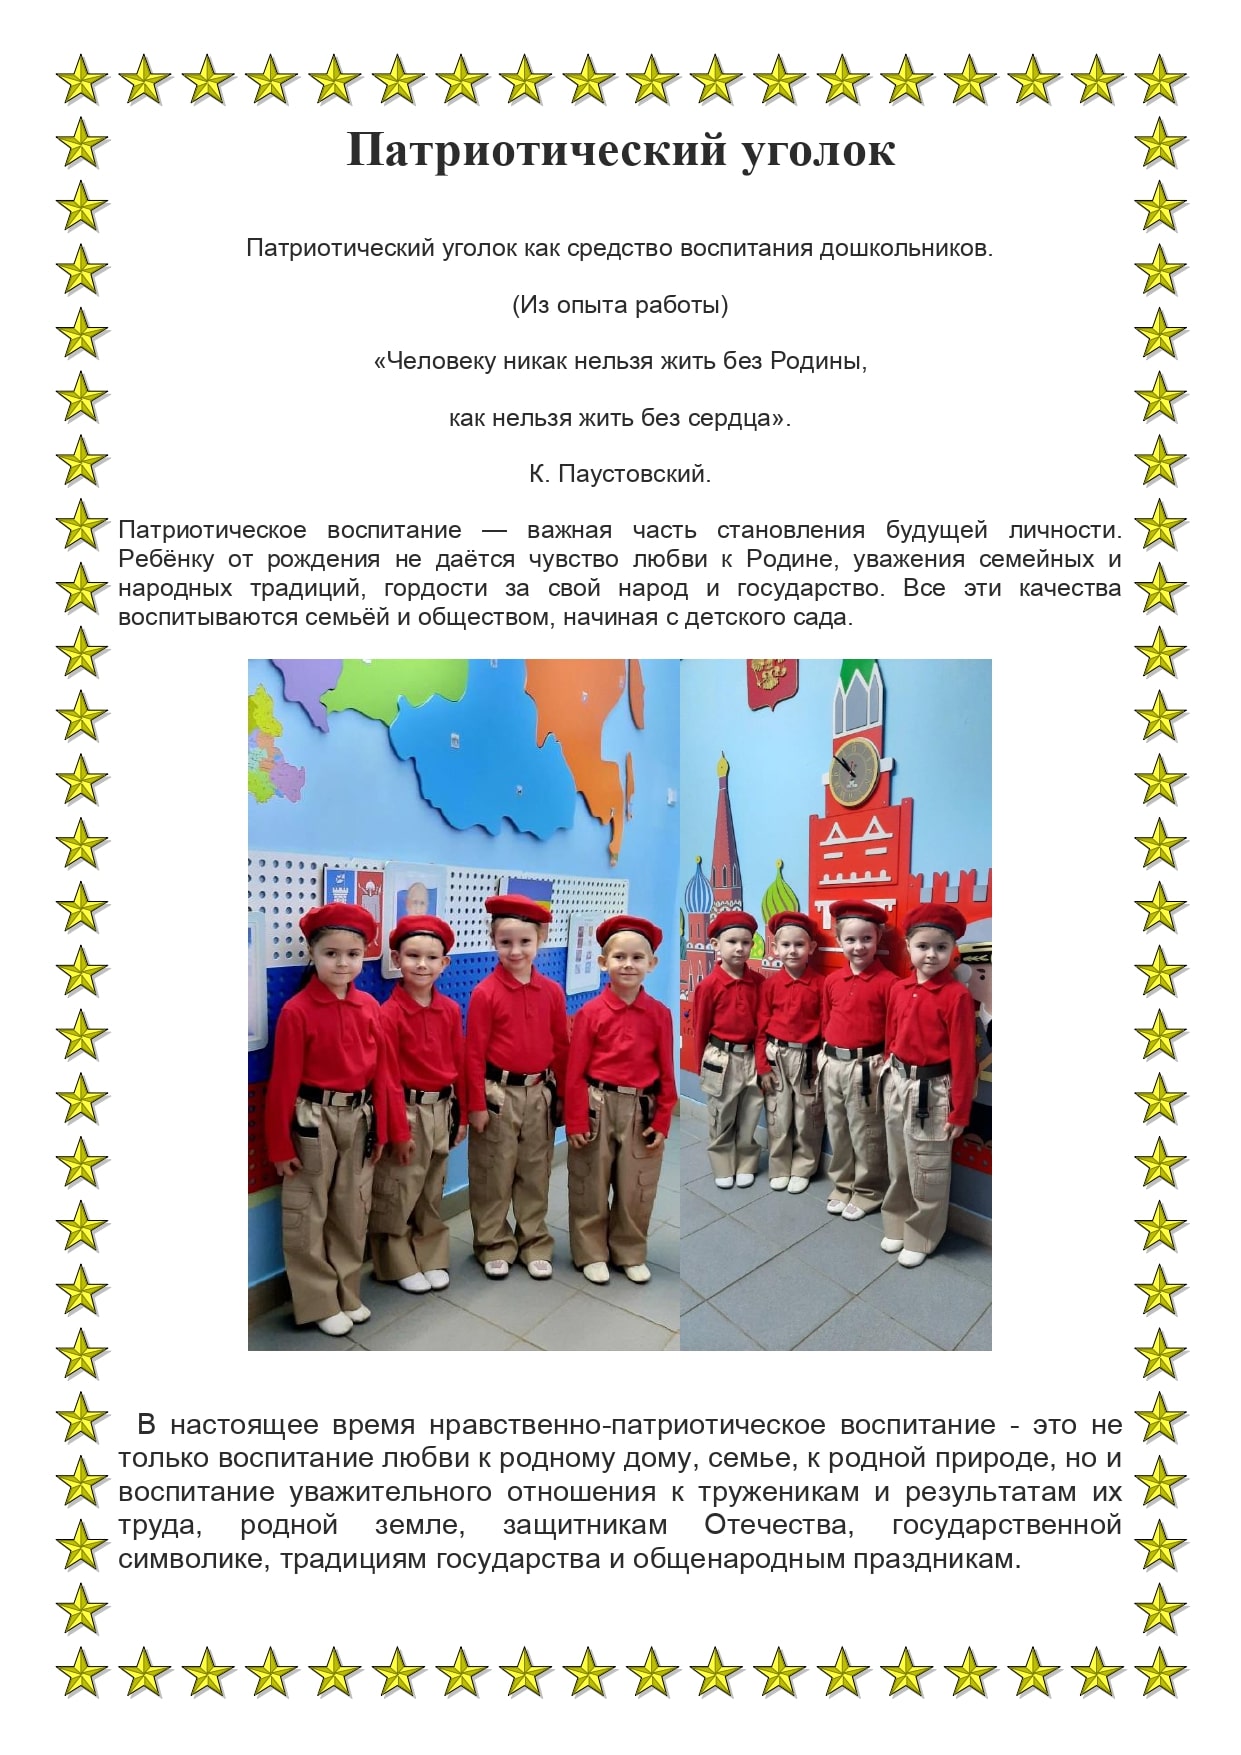 Патриотический уголок
Патриотический уголок как средство воспитания дошкольников.
(Из опыта работы)
«Человеку никак нельзя жить без Родины,
как нельзя жить без сердца».
К. Паустовский.
Патриотическое воспитание — важная часть становления будущей личности.
Ребёнку от рождения не даётся чувство любви к Родине, уважения семейных и
народных традиций, гордости за свой народ и государство. Все эти качества
воспитываются семьёй и обществом, начиная с детского сада.
В настоящее время нравственно-патриотическое воспитание - это не
только воспитание любви к родному дому, семье, к родной природе, но и
воспитание уважительного отношения к труженикам и результатам их
труда, родной земле, защитникам Отечества, государственной
символике, традициям государства и общенародным праздникам.